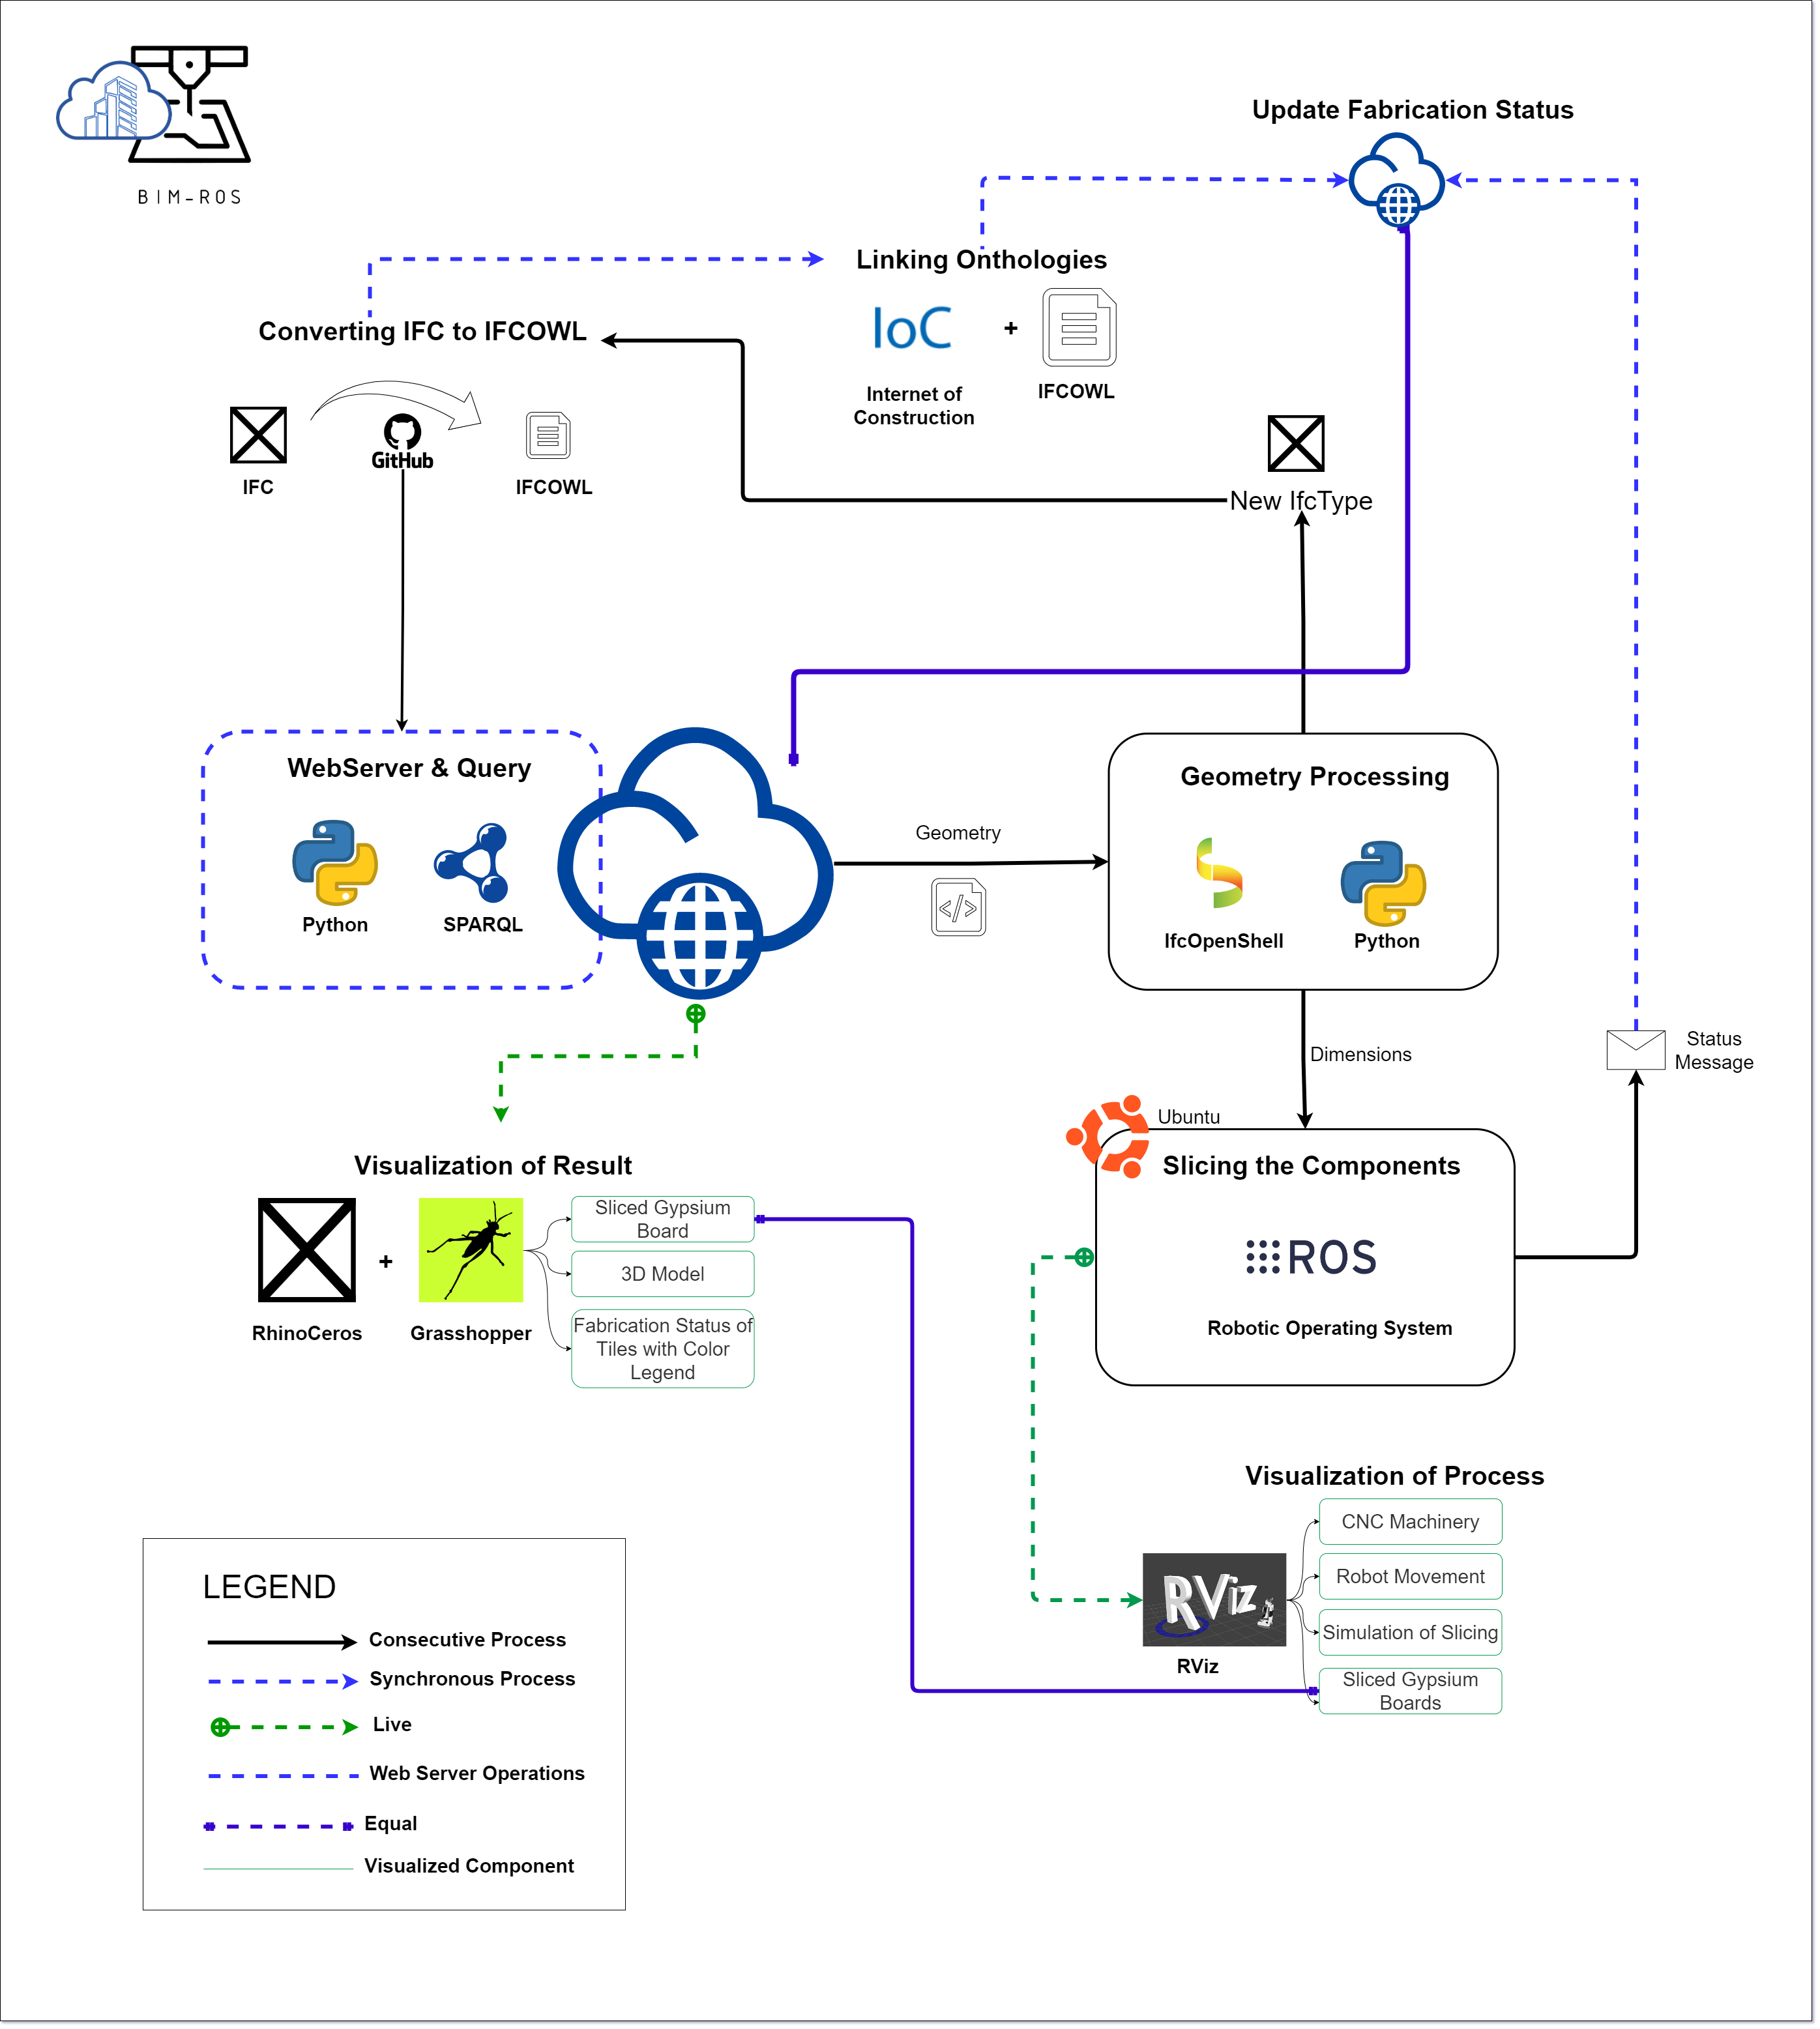 BIM-ROS
Update Fabrication Status
Linking Onthologies
IoC
+
Internet of
Construction
IFCOWL
Converting IFC to IFCOWL
IFC
GitHub
IFCOWL
New IfcType
WebServer & Query
Python
SPARQL
Geometry
</>
Geometry Processing
IfcOpenShell
Python
Dimensions
Status
Message
Ubuntu
Slicing the Components
ROS
Robotic Operating System
Visualization of Result
RhinoCeros
+
Grasshopper
Sliced Gypsium
Board
3D Model
Fabrication Status of
Tiles with Color
Legend
Visualization of Process
RViz
RViz
CNC Machinery
Robot Movement
Simulation of Slicing
Sliced Gypsium
Boards
LEGEND
Consecutive Process
Synchronous Process
Live
Web Server Operations
Equal
Visualized Component